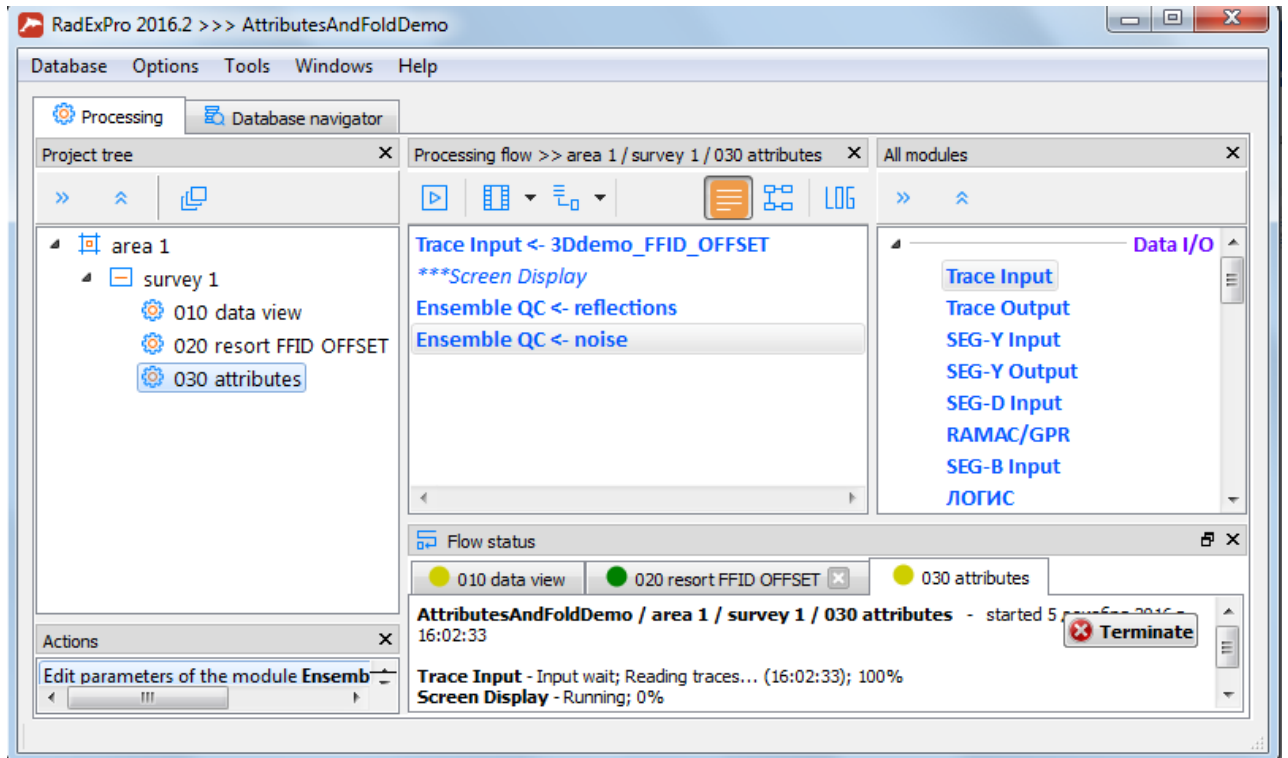 RadExPro 2016.2 >>> AttributesAndFoldDemo
Database Options Tools Windows Help
Processing Database navigator
Project tree
area 1
survey 1
010 data view
020 resort FFID OFFSET
030 attributes
Actions
Edit parameters of the module Ensemb
Processing flow >> area 1 / survey 1 / 030 attributes
LOG
Trace Input <- 3Ddemo_FFID_OFFSET
***Screen Display
Ensemble QC <- reflections
Ensemble QC <- noise
All modules
Data I/O
Trace Input
Trace Output
SEG-Y Input
SEG-Y Output
SEG-D Input
RAMAC/GPR
SEG-B Input
ЛОГИС
Flow status
010 data view 020 resort FFID OFFSET 030 attributes
AttributesAndFoldDemo / area 1 / survey 1 / 030 attributes - started 5
16:02:33
Terminate
Trace Input - Input wait; Reading traces... (16:02:33); 100%
Screen Display - Running; 0%